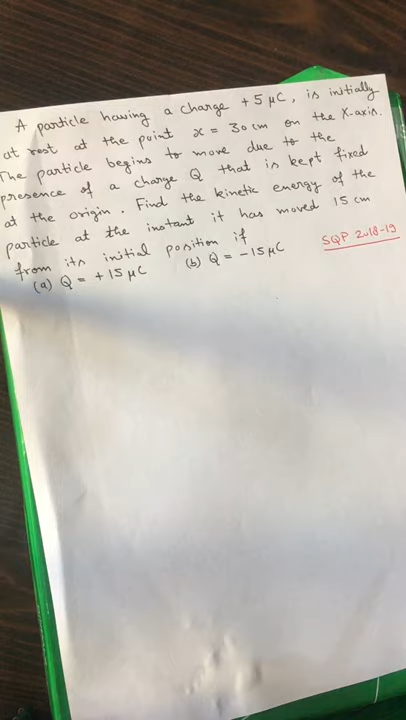 A particle having a charge +5 μC, is initially
at rest at the point x = 30 cm on the X-axis.
The particle begins to move due to the
presence of a charge Q that is kept fixed
at the origin. Find the kinetic energy of the
particle at the instant it has moved 15 cm
from its initial position if
(a) Q = +15 μC (b) Q = -15 μC
SQP 2018-19